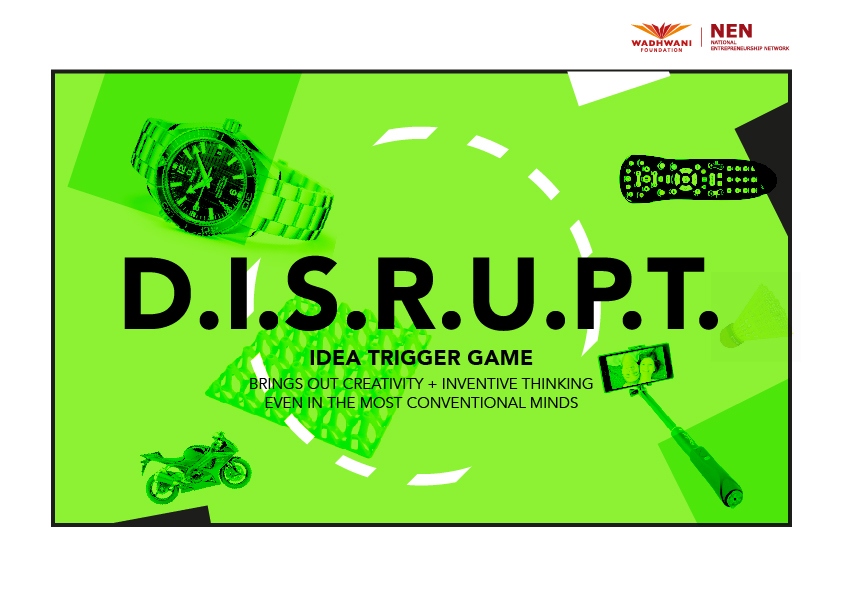 WADHWANI
FOUNDATION
NEN
NATIONAL
ENTREPRENEURSHIP NETWORK
D.I.S.R.U.P.T.
IDEA TRIGGER GAME
BRINGS OUT CREATIVITY + INVENTIVE THINKING
EVEN IN THE MOST CONVENTIONAL MINDS